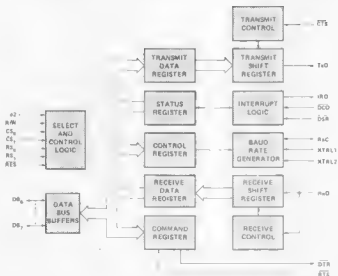 TRANSMIT
CONTROL
CTS
TRANSMIT
DATA
REGISTER
TRANSMIT
SHIFT
REGISTER
TxD
STATUS
REGISTER
INTERRUPT
LOGIC
IRQ
DCD
DSR
φ2
R/W
CS0
CS1
RS0
RS1
RES
SELECT
AND
CONTROL
LOGIC
CONTROL
REGISTER
BAUD
RATE
GENERATOR
RxC
XTAL1
XTAL2
DB0
DB7
DATA
BUS
BUFFERS
RECEIVE
DATA
REGISTER
RECEIVE
SHIFT
REGISTER
RxD
COMMAND
REGISTER
RECEIVE
CONTROL
DTR
RTS